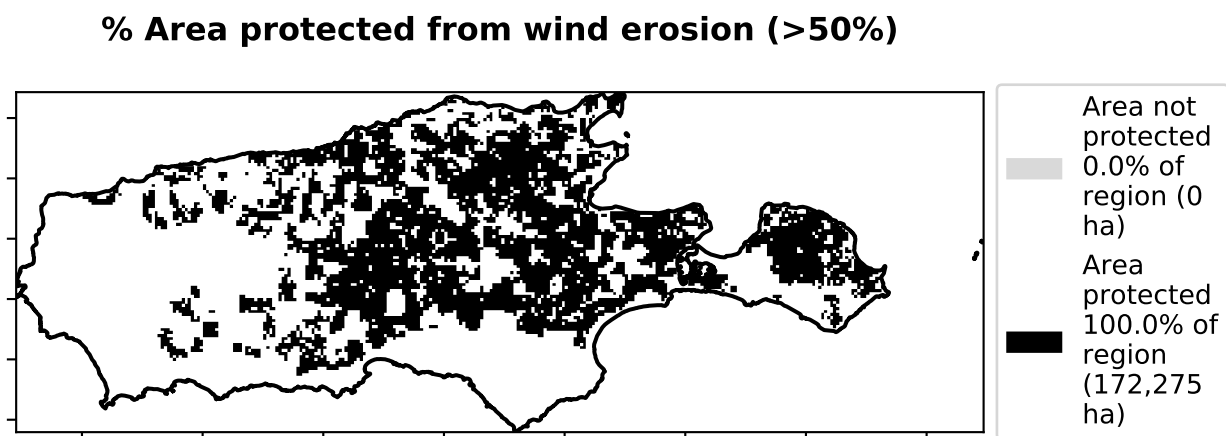 % Area protected from wind erosion (>50%)
Area not
protected
0.0% of
region (0
ha)
Area
protected
100.0% of
region
(172,275
ha)